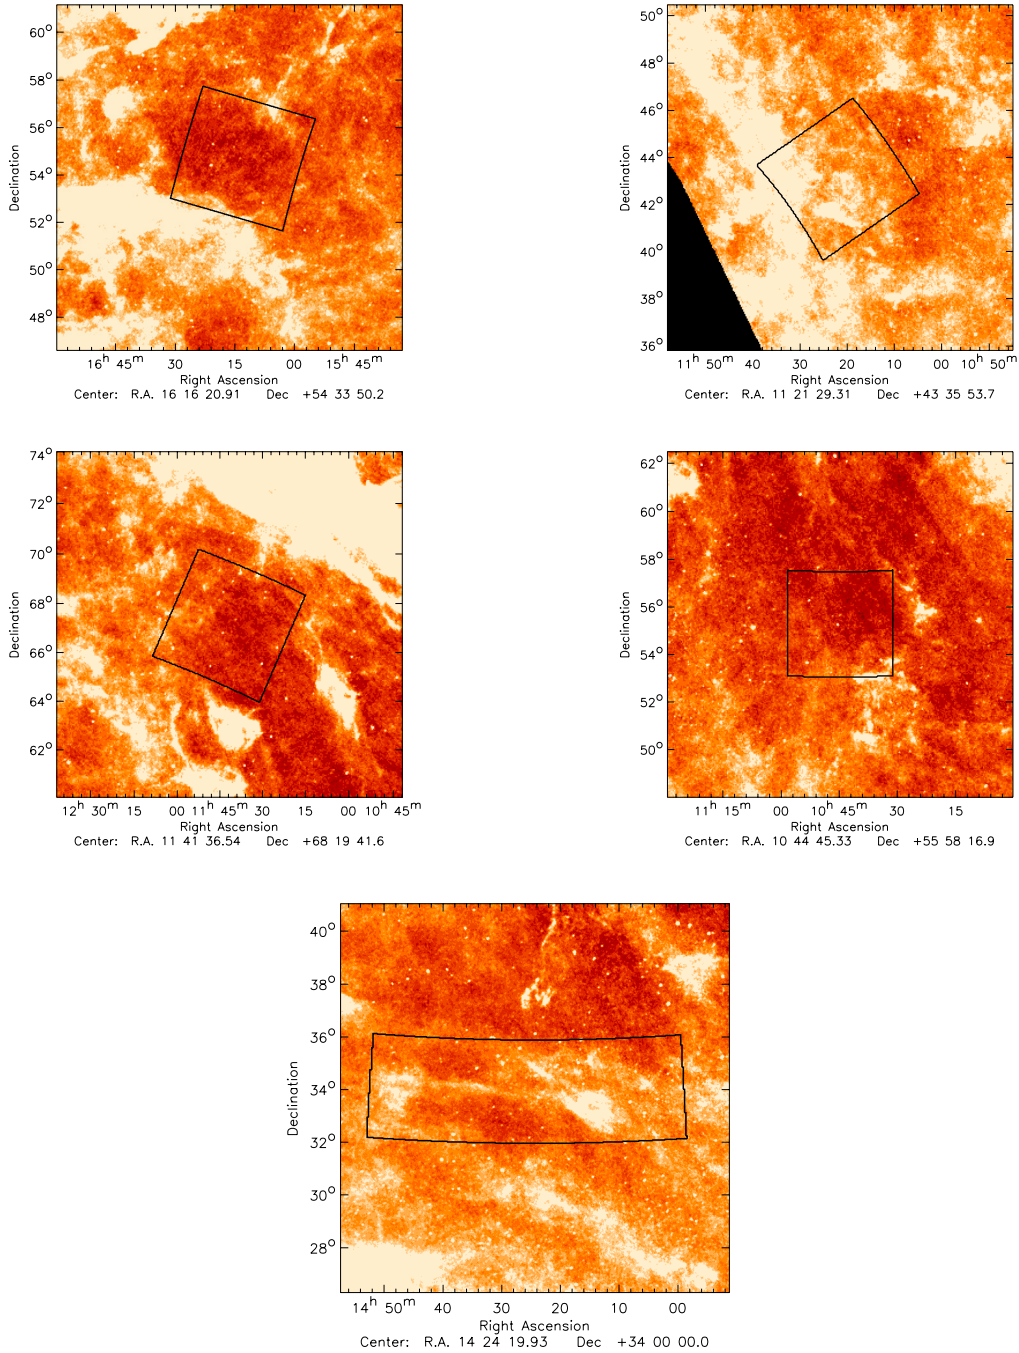 60° 58° 56° 54° 52° 50° 48°
Declination
16h 45m 30 15 00 15h 45m
Right Ascension
Center: R.A. 16 16 20.91 Dec +54 33 50.2
50° 48° 46° 44° 42° 40° 38° 36°
Declination
11h 50m 40 30 20 10 00 10h 50m
Right Ascension
Center: R.A. 11 21 29.31 Dec +43 35 53.7
74° 72° 70° 68° 66° 64° 62°
Declination
12h 30m 15 00 11h 45m 30 15 00 10h 45m
Right Ascension
Center: R.A. 11 41 36.54 Dec +68 19 41.6
62° 60° 58° 56° 54° 52° 50°
Declination
11h 15m 00 10h 45m 30 15
Right Ascension
Center: R.A. 10 44 45.33 Dec +55 58 16.9
40° 38° 36° 34° 32° 30° 28°
Declination
14h 50m 40 30 20 10 00
Right Ascension
Center: R.A. 14 24 19.93 Dec +34 00 00.0